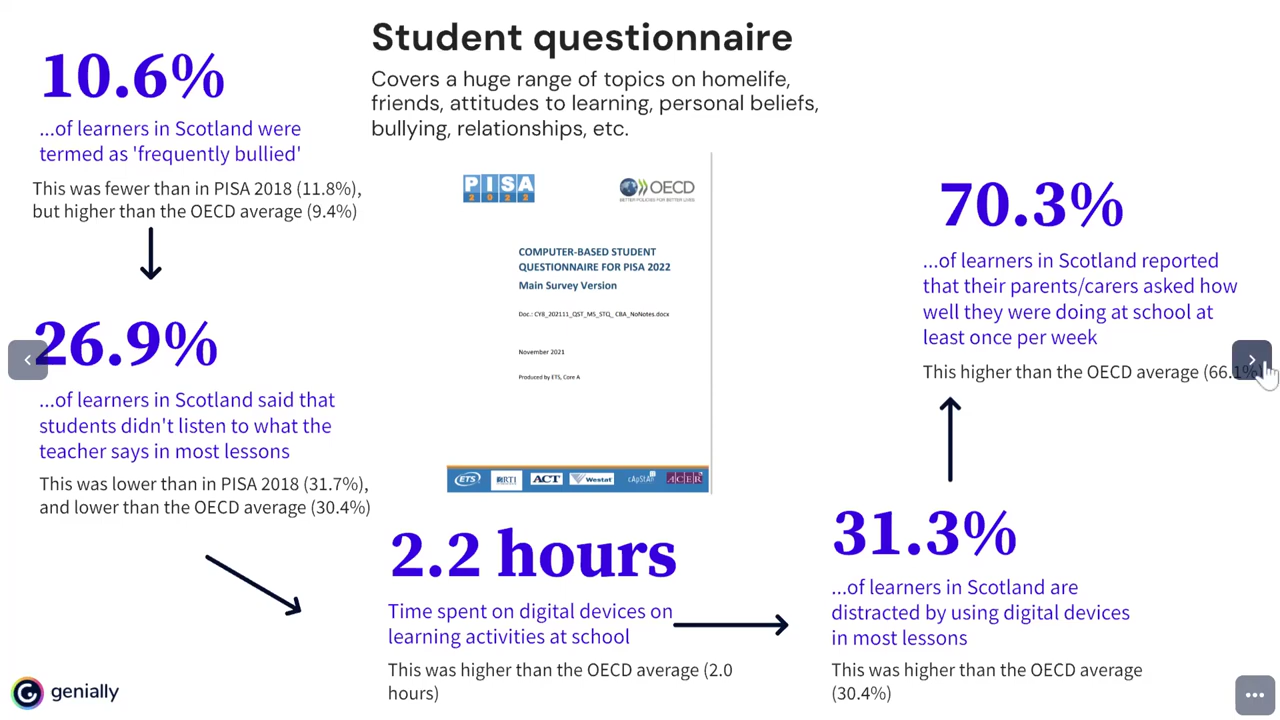 Student questionnaire
Covers a huge range of topics on homelife,
friends, attitudes to learning, personal beliefs,
bullying, relationships, etc.
10.6%
...of learners in Scotland were
termed as 'frequently bullied'
This was fewer than in PISA 2018 (11.8%),
but higher than the OECD average (9.4%)
26.9%
...of learners in Scotland said that
students didn't listen to what the
teacher says in most lessons
This was lower than in PISA 2018 (31.7%),
and lower than the OECD average (30.4%)
PISA
2022
OECD
BETTER POLICIES FOR BETTER LIVES
COMPUTER-BASED STUDENT
QUESTIONNAIRE FOR PISA 2022
Main Survey Version
Doc.: CY8_202111_QST_MS_STQ_ CBA_NoNotes.docx
November 2021
Produced by ETS, Core A
ETS RTI ACT Westat cApStAn ACER
2.2 hours
Time spent on digital devices on
learning activities at school
This was higher than the OECD average (2.0
hours)
31.3%
...of learners in Scotland are
distracted by using digital devices
in most lessons
This was higher than the OECD average
(30.4%)
70.3%
...of learners in Scotland reported
that their parents/carers asked how
well they were doing at school at
least once per week
This higher than the OECD average (66.1%)
genially